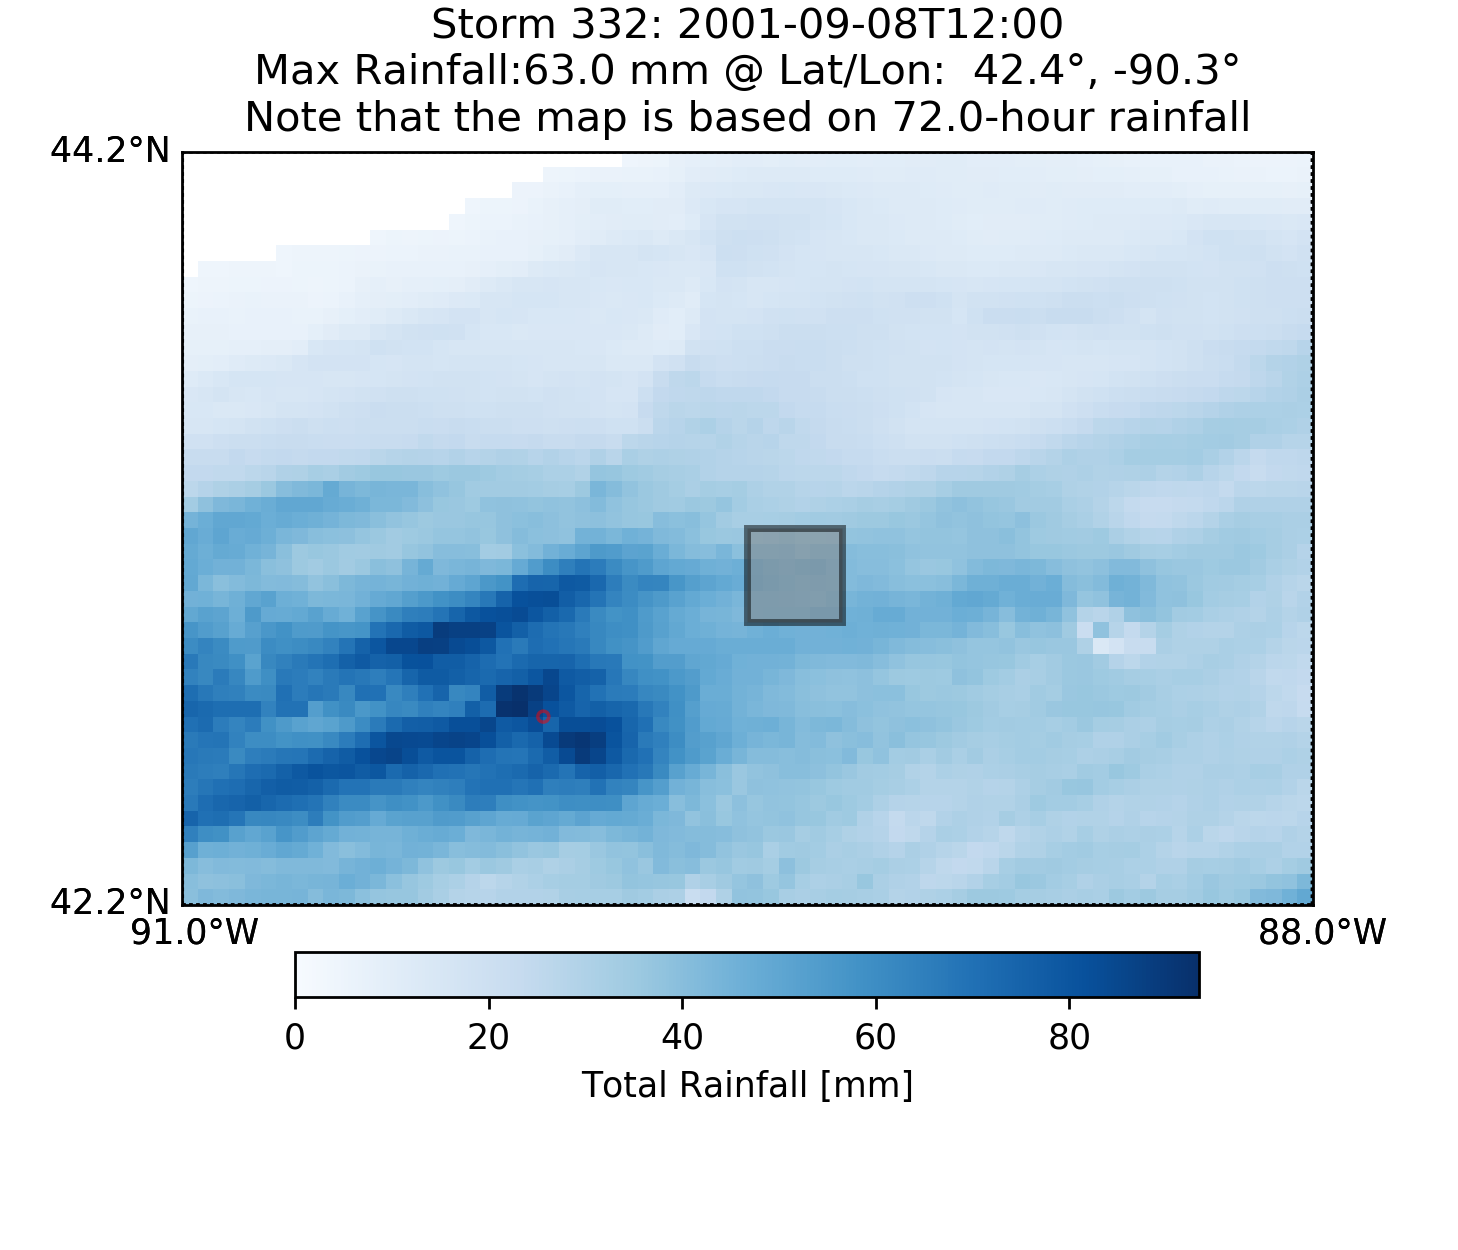 Storm 332: 2001-09-08T12:00
Max Rainfall:63.0 mm @ Lat/Lon:  42.4°, -90.3°
Note that the map is based on 72.0-hour rainfall
44.2°N
42.2°N
91.0°W 88.0°W
0 20 40 60 80
Total Rainfall [mm]